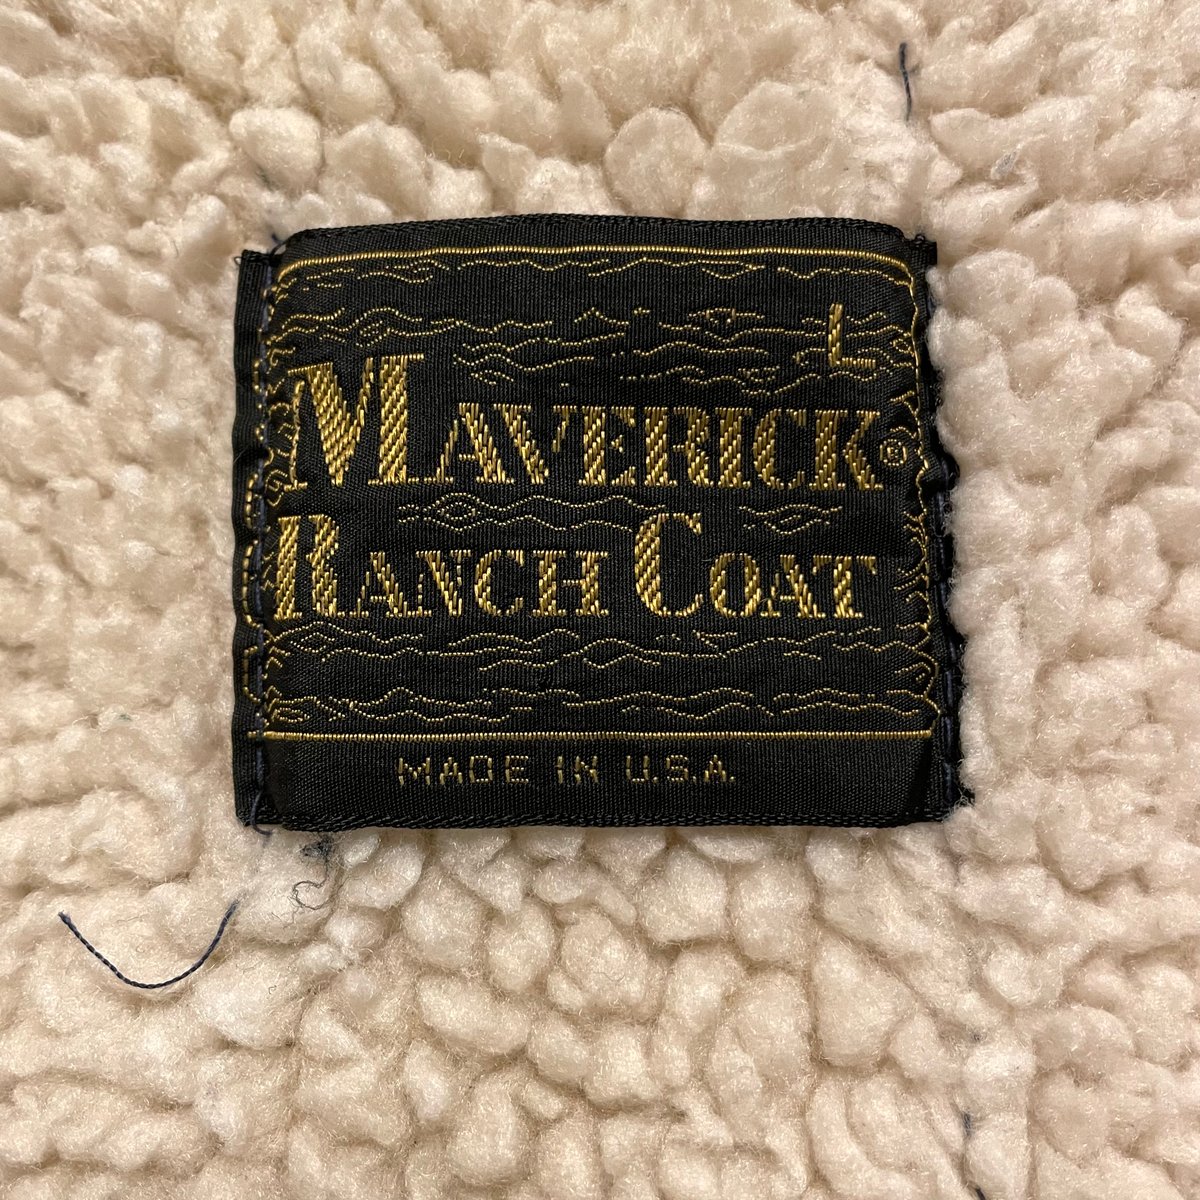 L
MAVERICK®
RANCH COAT
MADE IN U.S.A.